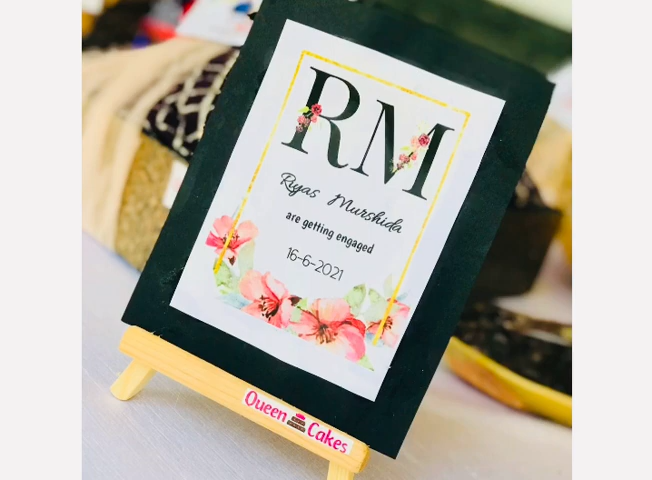 RM
Riyas Murshida
are getting engaged
16-6-2021
Queen Cakes